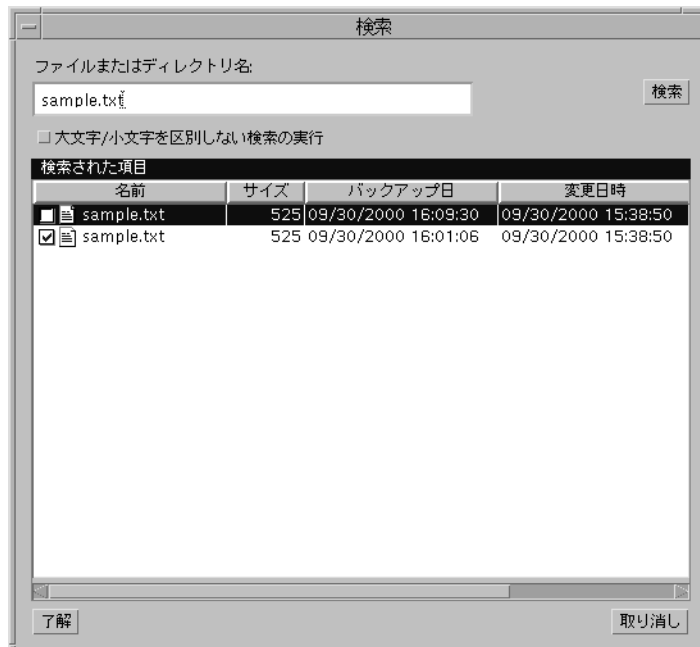 検索
ファイルまたはディレクトリ名:
sample.txt
検索
大文字/小文字を区別しない検索の実行
検索された項目
名前 サイズ バックアップ日 変更日時
sample.txt 525 09/30/2000 16:09:30 09/30/2000 15:38:50
sample.txt 525 09/30/2000 16:01:06 09/30/2000 15:38:50
了解 取り消し